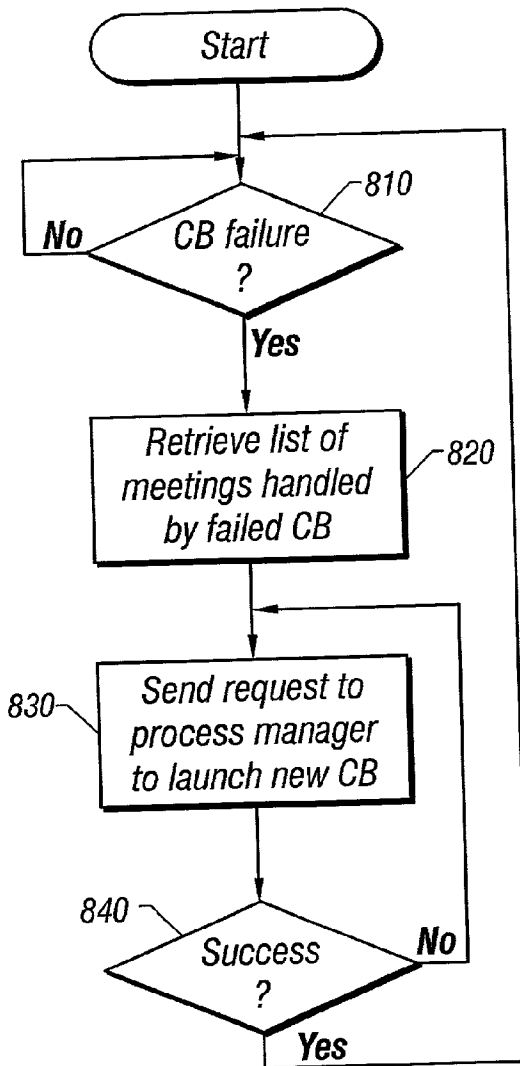 Start
810
No
CB failure
?
Yes
Retrieve list of
meetings handled
by failed CB
820
830
Send request to
process manager
to launch new CB
840
Success
?
No
Yes